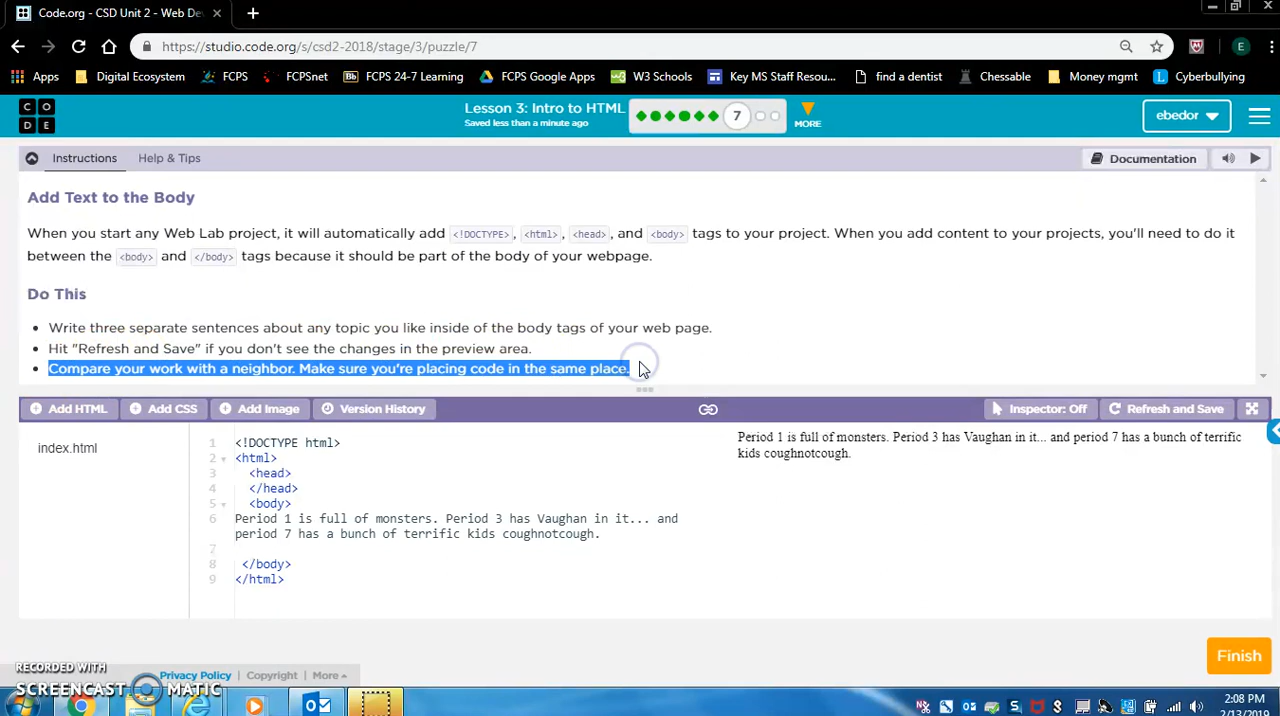 Code.org - CSD Unit 2 - Web De
https://studio.code.org/s/csd2-2018/stage/3/puzzle/7
E
Apps Digital Ecosystem FCPS FCPSnet Bb FCPS 24-7 Learning FCPS Google Apps W3 Schools Key MS Staff Resou... find a dentist Chessable Money mgmt L Cyberbullying
CO
DE
Lesson 3: Intro to HTML
Saved less than a minute ago
7
MORE
ebedor
Instructions Help & Tips Documentation
Add Text to the Body
When you start any Web Lab project, it will automatically add <!DOCTYPE>, <html>, <head>, and <body> tags to your project. When you add content to your projects, you'll need to do it
between the <body> and </body> tags because it should be part of the body of your webpage.
Do This
• Write three separate sentences about any topic you like inside of the body tags of your web page.
• Hit "Refresh and Save" if you don't see the changes in the preview area.
• Compare your work with a neighbor. Make sure you're placing code in the same place.
Add HTML Add CSS Add Image Version History Inspector: Off Refresh and Save
index.html
1 <!DOCTYPE html>
2 <html>
3 <head>
4 </head>
5 <body>
6 Period 1 is full of monsters. Period 3 has Vaughan in it... and
period 7 has a bunch of terrific kids coughnotcough.
7
8 </body>
9 </html>
Period 1 is full of monsters. Period 3 has Vaughan in it... and period 7 has a bunch of terrific
kids coughnotcough.
Finish
Privacy Policy Copyright More
RECORDED WITH
SCREENCAST MATIC
2:08 PM
2/13/2019